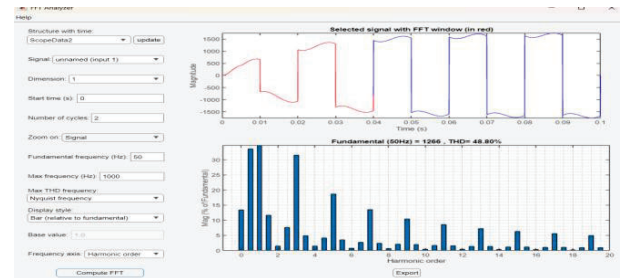 FFT Analyzer
Help
Structure with time:
ScopeData2 update
Signal: unnamed (input 1)
Dimension: 1
Start time (s): 0
Number of cycles: 2
Zoom on: Signal
Fundamental frequency (Hz): 50
Max frequency (Hz): 1000
Max THD frequency:
Nyquist frequency
Display style:
Bar (relative to fundamental)
Base value: 1.0
Frequency axis: Harmonic order
Compute FFT
Selected signal with FFT window (in red)
Magnitude
1500
1000
500
0
-500
-1000
-1500
0 0.01 0.02 0.03 0.04 0.05 0.06 0.07 0.08 0.09 0.1
Time (s)
Fundamental (50Hz) = 1266 , THD= 48.80%
Mag (% of Fundamental)
30
25
20
15
10
5
0
0 2 4 6 8 10 12 14 16 18 20
Harmonic order
Export